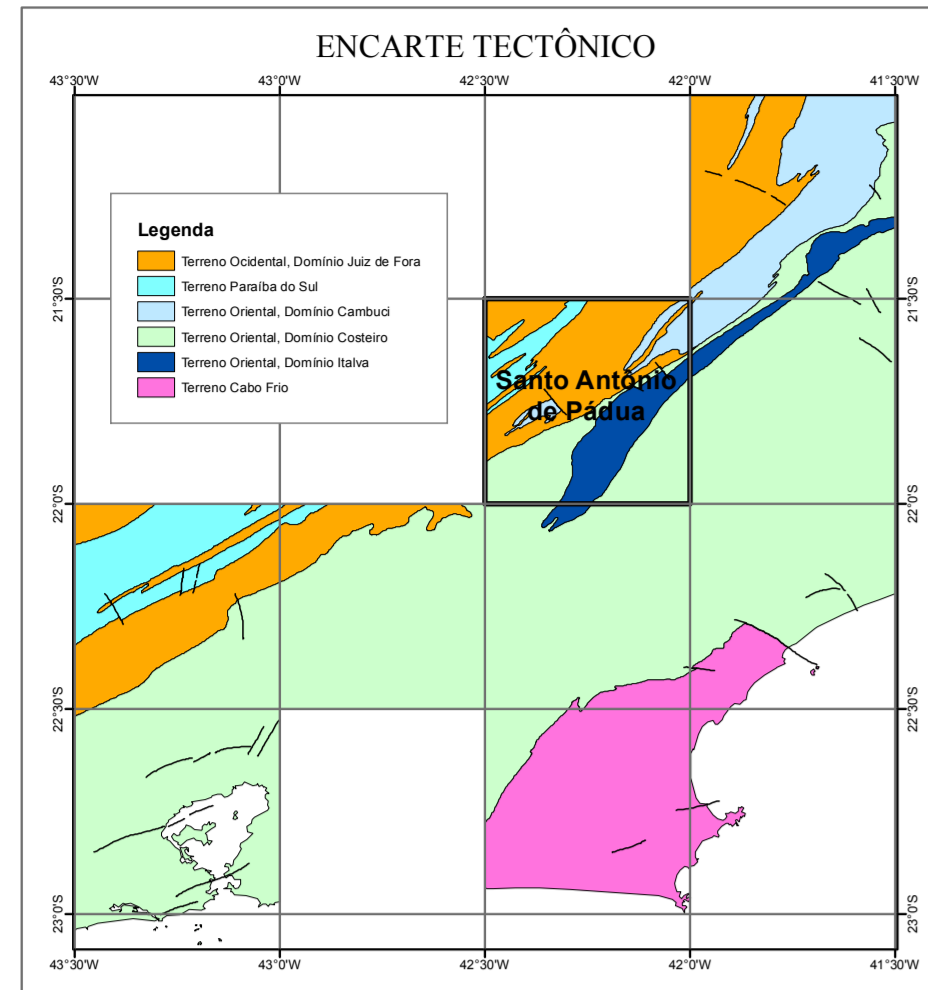 ENCARTE TECTÔNICO
43°30'W
43°0'W
42°30'W
42°0'W
41°30'W
Legenda
Terreno Ocidental, Domínio Juiz de Fora
Terreno Paraíba do Sul
Terreno Oriental, Domínio Cambuci
Terreno Oriental, Domínio Costeiro
Terreno Oriental, Domínio Italva
Terreno Cabo Frio
21°30'S
21°30'S
Santo Antônio
de Pádua
22°0'S
22°0'S
22°30'S
22°30'S
23°0'S
23°0'S
43°30'W
43°0'W
42°30'W
42°0'W
41°30'W